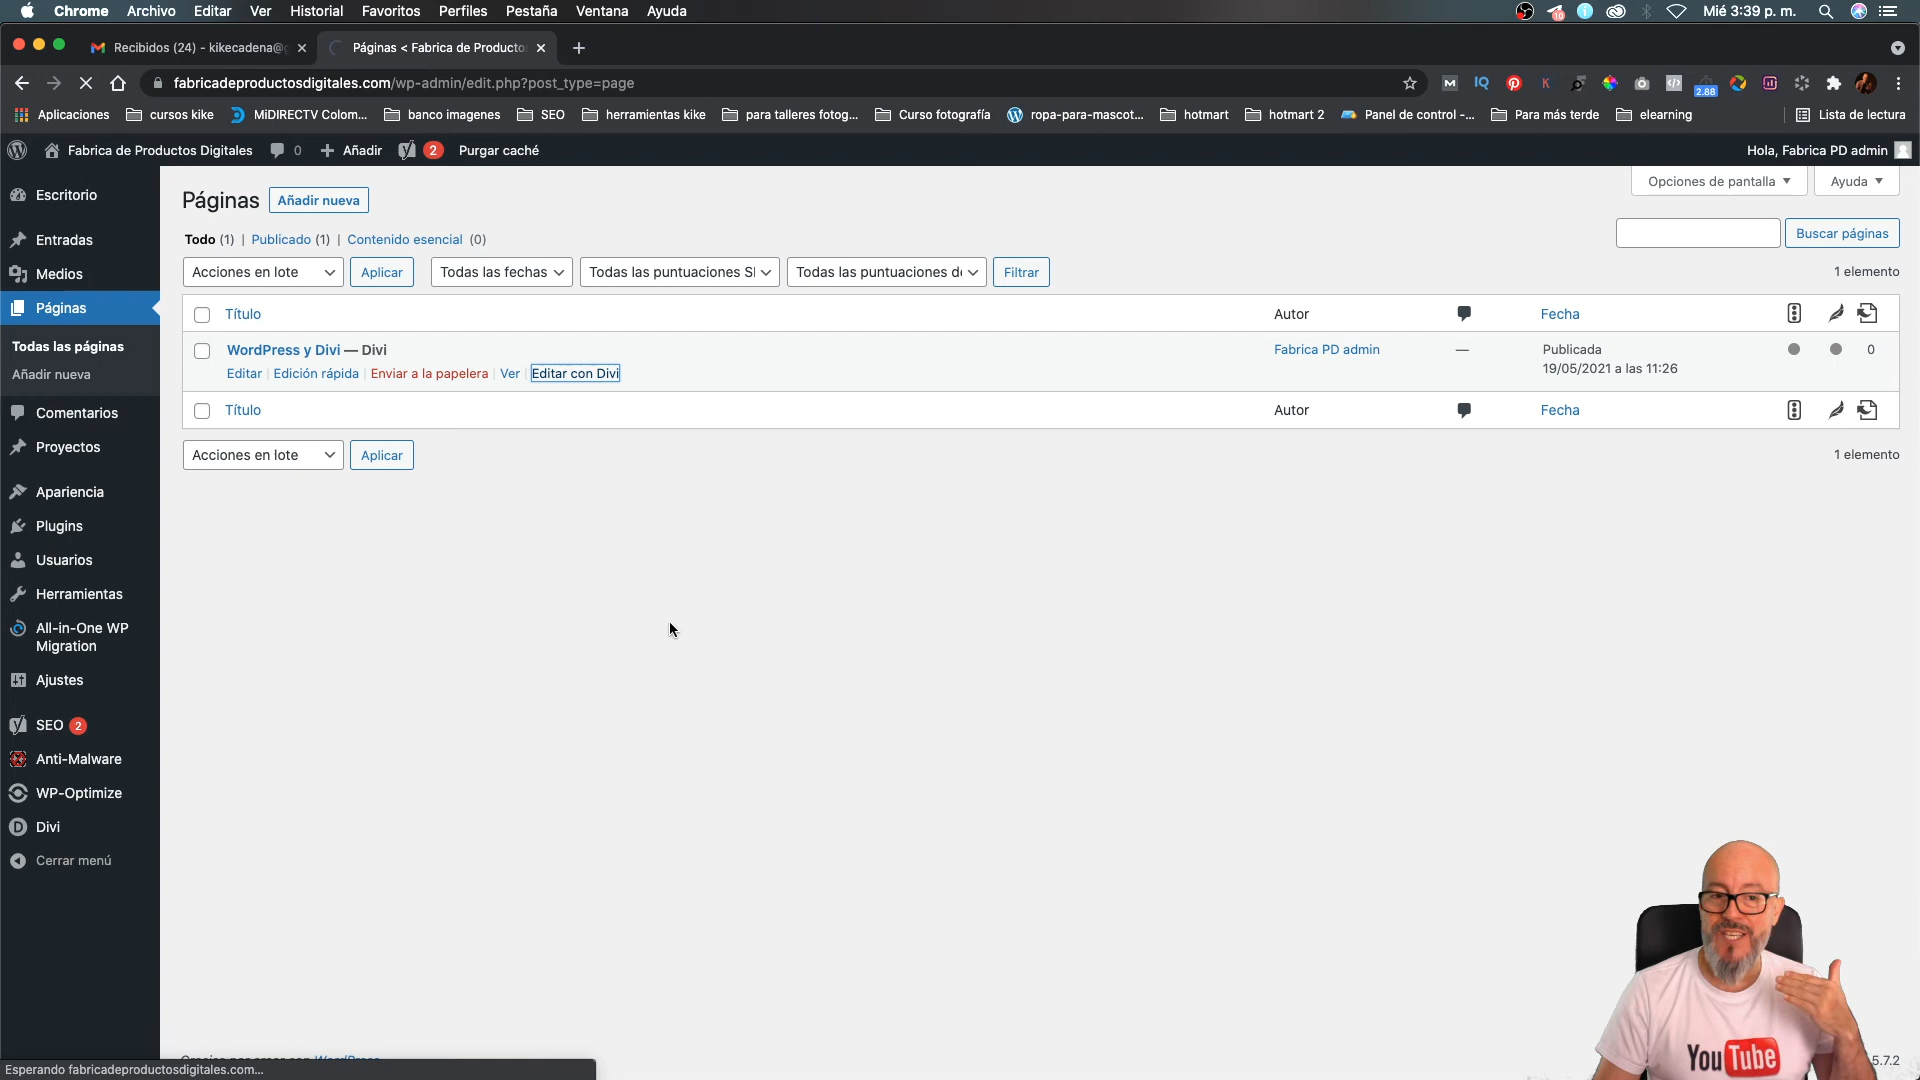 Chrome Archivo Editar Ver Historial Favoritos Perfiles Pestaña Ventana Ayuda
10
Mié 3:39 p. m.
Recibidos (24) - kikecadena@
Páginas < Fabrica de Producto
fabricadeproductosdigitales.com/wp-admin/edit.php?post_type=page
2.88
Aplicaciones cursos kike MiDIRECTV Colom... banco imagenes SEO herramientas kike para talleres fotog... Curso fotografía ropa-para-mascot... hotmart hotmart 2 Panel de control -... Para más terde elearning Lista de lectura
Fabrica de Productos Digitales 0 Añadir 2 Purgar caché Hola, Fabrica PD admin
Escritorio
Entradas
Medios
Páginas
Todas las páginas
Añadir nueva
Comentarios
Proyectos
Apariencia
Plugins
Usuarios
Herramientas
All-in-One WP
Migration
Ajustes
SEO 2
Anti-Malware
WP-Optimize
Divi
Cerrar menú
Opciones de pantalla Ayuda
Páginas Añadir nueva
Todo (1) | Publicado (1) | Contenido esencial (0)
Buscar páginas
Acciones en lote Aplicar Todas las fechas Todas las puntuaciones Todas las puntuaciones Filtrar
1 elemento
Título Autor Fecha
WordPress y Divi — Divi Fabrica PD admin — Publicada 0
19/05/2021 a las 11:26
Editar | Edición rápida | Enviar a la papelera | Ver | Editar con Divi
Título Autor Fecha
Acciones en lote Aplicar
1 elemento
YouTube
5.7.2
Esperando fabricadeproductosdigitales.com...